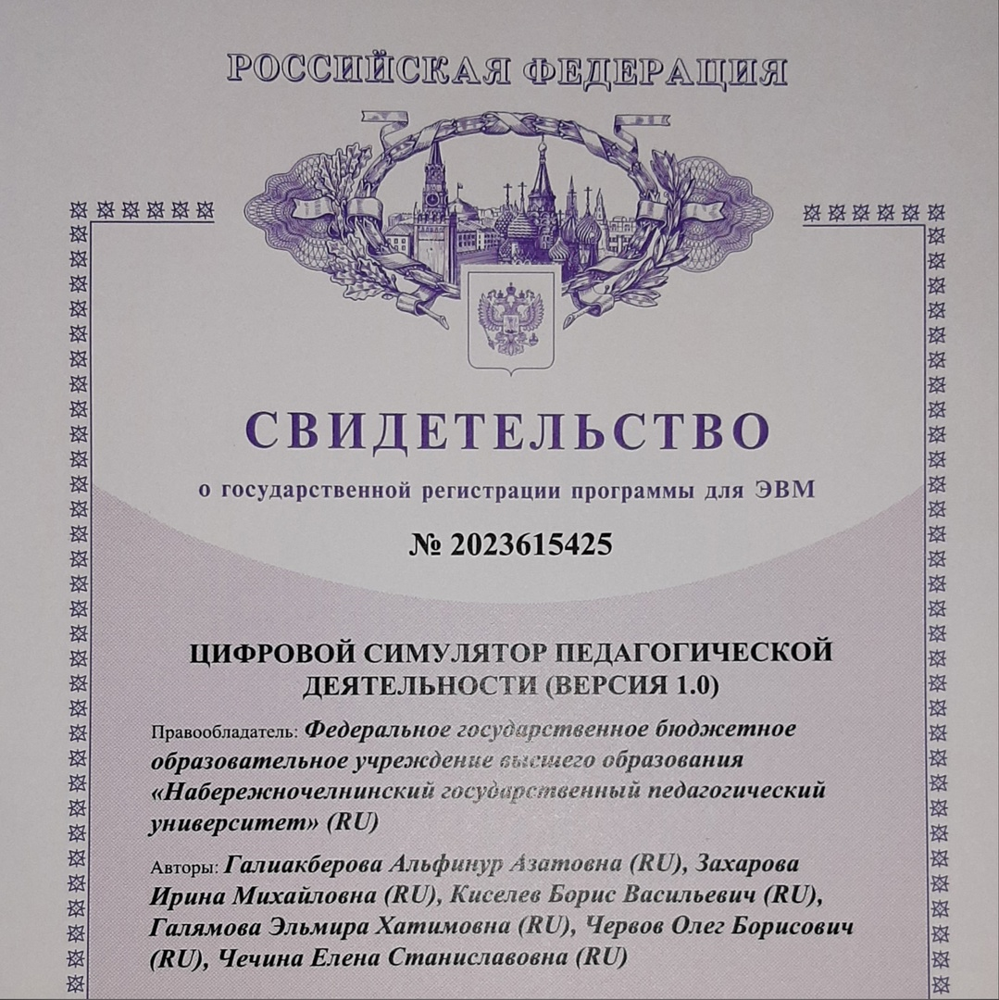 РОССИЙСКАЯ ФЕДЕРАЦИЯ
СВИДЕТЕЛЬСТВО
о государственной регистрации программы для ЭВМ
№ 2023615425
ЦИФРОВОЙ СИМУЛЯТОР ПЕДАГОГИЧЕСКОЙ
ДЕЯТЕЛЬНОСТИ (ВЕРСИЯ 1.0)
Правообладатель: Федеральное государственное бюджетное
образовательное учреждение высшего образования
«Набережночелнинский государственный педагогический
университет» (RU)
Авторы: Галиакберова Альфинур Азатовна (RU), Захарова
Ирина Михайловна (RU), Киселев Борис Васильевич (RU),
Галямова Эльмира Хатимовна (RU), Червов Олег Борисович
(RU), Чечина Елена Станиславовна (RU)